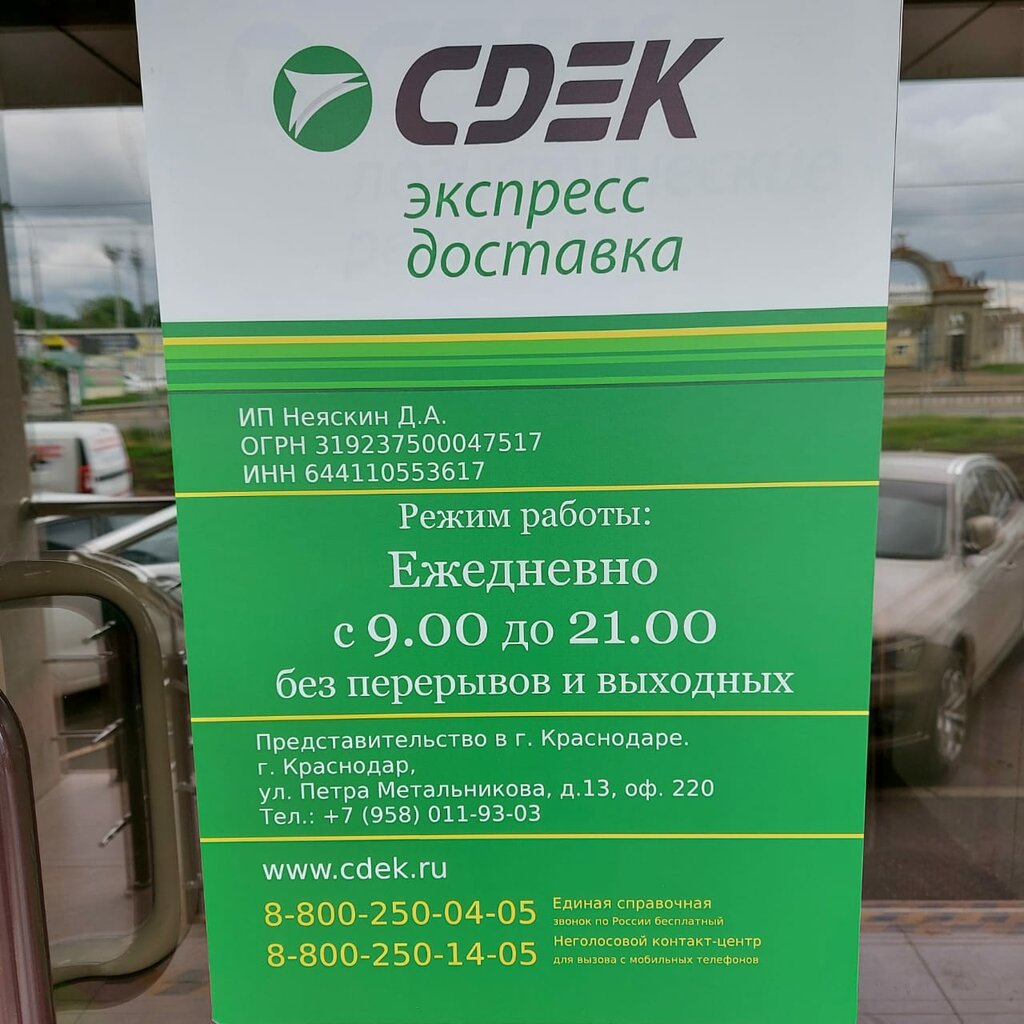 CDEK
экспресс
доставка
ИП Неяскин Д.А.
ОГРН 319237500047517
ИНН 644110553617
Режим работы:
Ежедневно
с 9.00 до 21.00
без перерывов и выходных
Представительство в г. Краснодаре.
г. Краснодар,
ул. Петра Метальникова, д.13, оф. 220
Тел.: +7 (958) 011-93-03
www.cdek.ru
8-800-250-04-05 Единая справочная
звонок по России бесплатный
8-800-250-14-05 Неголосовой контакт-центр
для вызова с мобильных телефонов